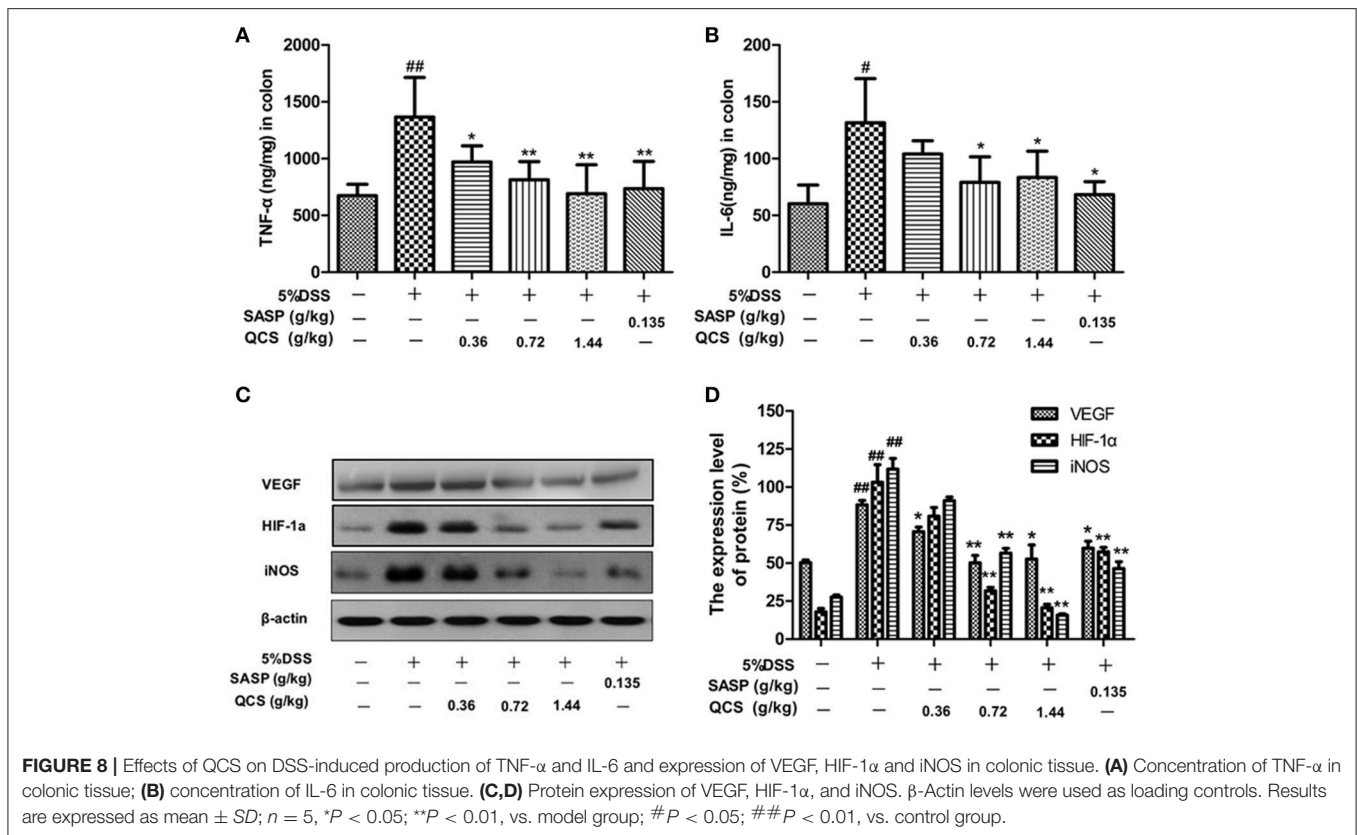 A
2000
1500
1000
500
0
TNF-α (ng/mg) in colon
##
*
**
**
**
5%DSS — + + + + +
SASP (g/kg) — — — — — 0.135
QCS (g/kg) — — 0.36 0.72 1.44 —
B
200
150
100
50
0
IL-6(ng/mg) in colon
#
*
*
*
5%DSS — + + + + +
SASP (g/kg) — — — — — 0.135
QCS (g/kg) — — 0.36 0.72 1.44 —
C
VEGF
HIF-1a
iNOS
β-actin
5%DSS — + + + + +
SASP (g/kg) — — — — — 0.135
QCS (g/kg) — — 0.36 0.72 1.44 —
D
150
125
100
75
50
25
0
The expression level
of protein (%)
VEGF
HIF-1α
iNOS
## ## ##
*
** ** **
* ** **
* ** **
5%DSS — + + + + +
SASP (g/kg) — — — — — 0.135
QCS (g/kg) — — 0.36 0.72 1.44 —
FIGURE 8 | Effects of QCS on DSS-induced production of TNF-α and IL-6 and expression of VEGF, HIF-1α and iNOS in colonic tissue. (A) Concentration of TNF-α in
colonic tissue; (B) concentration of IL-6 in colonic tissue. (C,D) Protein expression of VEGF, HIF-1α, and iNOS. β-Actin levels were used as loading controls. Results
are expressed as mean ± SD; n = 5, *P < 0.05; **P < 0.01, vs. model group; #P < 0.05; ##P < 0.01, vs. control group.